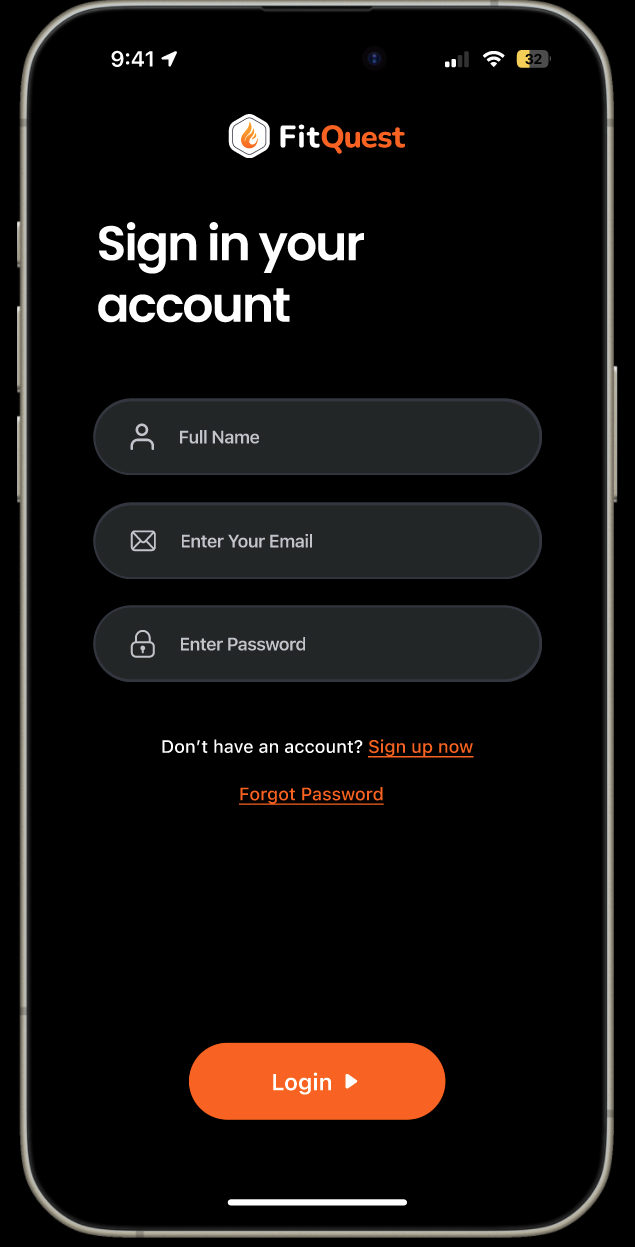 9:41
32
FitQuest
Sign in your
account
Full Name
Enter Your Email
Enter Password
Don’t have an account? Sign up now
Forgot Password
Login